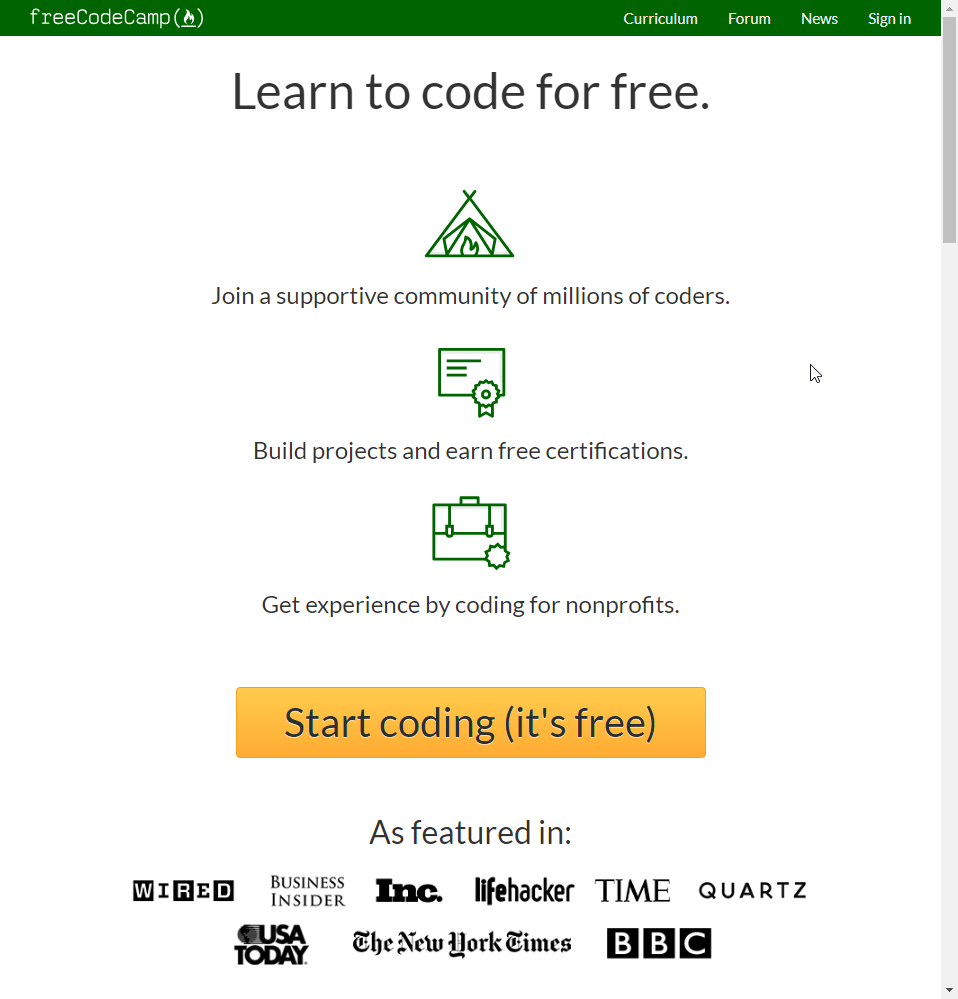 freeCodeCamp
Curriculum Forum News Sign in
Learn to code for free.
Join a supportive community of millions of coders.
Build projects and earn free certifications.
Get experience by coding for nonprofits.
Start coding (it's free)
As featured in:
WIRED BUSINESS INSIDER Inc. lifehacker TIME QUARTZ
USA TODAY The New York Times BBC